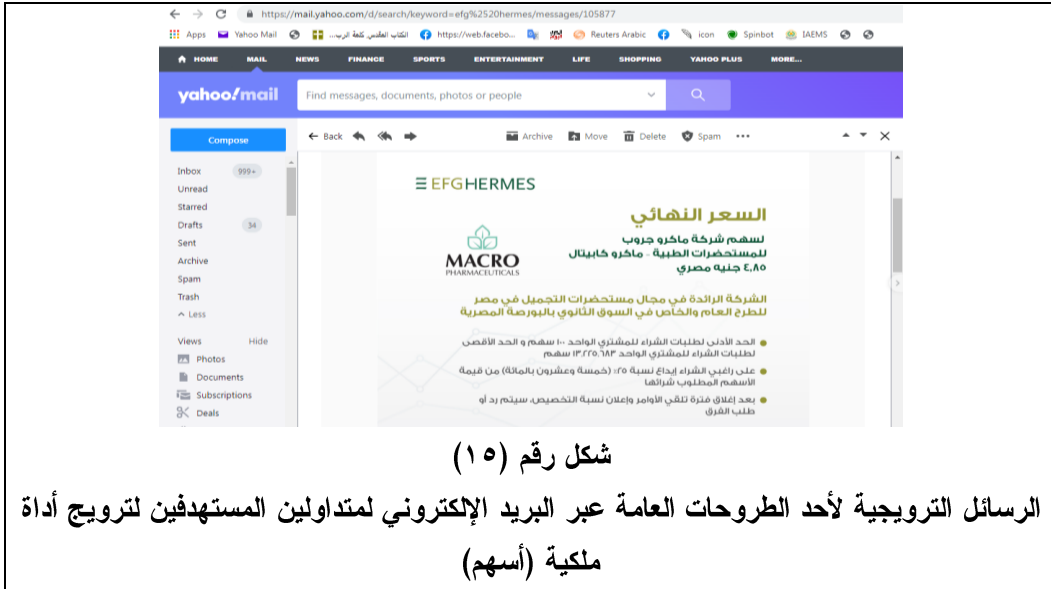 https://mail.yahoo.com/d/search/keyword=efg%2520hermes/messages/105877
Apps Yahoo Mail الكتاب المقدس كلمة الرب... https://web.facebo... Reuters Arabic icon Spinbot IAEMS
HOME MAIL NEWS FINANCE SPORTS ENTERTAINMENT LIFE SHOPPING YAHOO PLUS MORE...
yahoo!mail Find messages, documents, photos or people
Compose
Back Archive Move Delete Spam
Inbox 999+
Unread
Starred
Drafts 34
Sent
Archive
Spam
Trash
Less
Views Hide
Photos
Documents
Subscriptions
Deals
EFGHERMES
السعر النهائي
لسهم شركة ماكرو جروب
للمستحضرات الطبية - ماكرو كابيتال
٤,٨٥ جنيه مصري
MACRO
PHARMACEUTICALS
الشركة الرائدة في مجال مستحضرات التجميل في مصر
للطرح العام والخاص في السوق الثانوي بالبورصة المصرية
الحد الأدنى لطلبات الشراء للمشتري الواحد ١٠٠ سهم و الحد الأقصى
لطلبات الشراء للمشتري الواحد ١٣,٢٢٥,٦٨٣ سهم
على راغبي الشراء إيداع نسبة ٢٥٪ (خمسة وعشرون بالمائة) من قيمة
الأسهم المطلوب شرائها
بعد إغلاق فترة تلقي الأوامر وإعلان نسبة التخصيص، سيتم رد أو
طلب الفرق
شكل رقم (١٥)
الرسائل الترويجية لأحد الطروحات العامة عبر البريد الإلكتروني لمتداولين المستهدفين لترويج أداة
ملكية (أسهم)